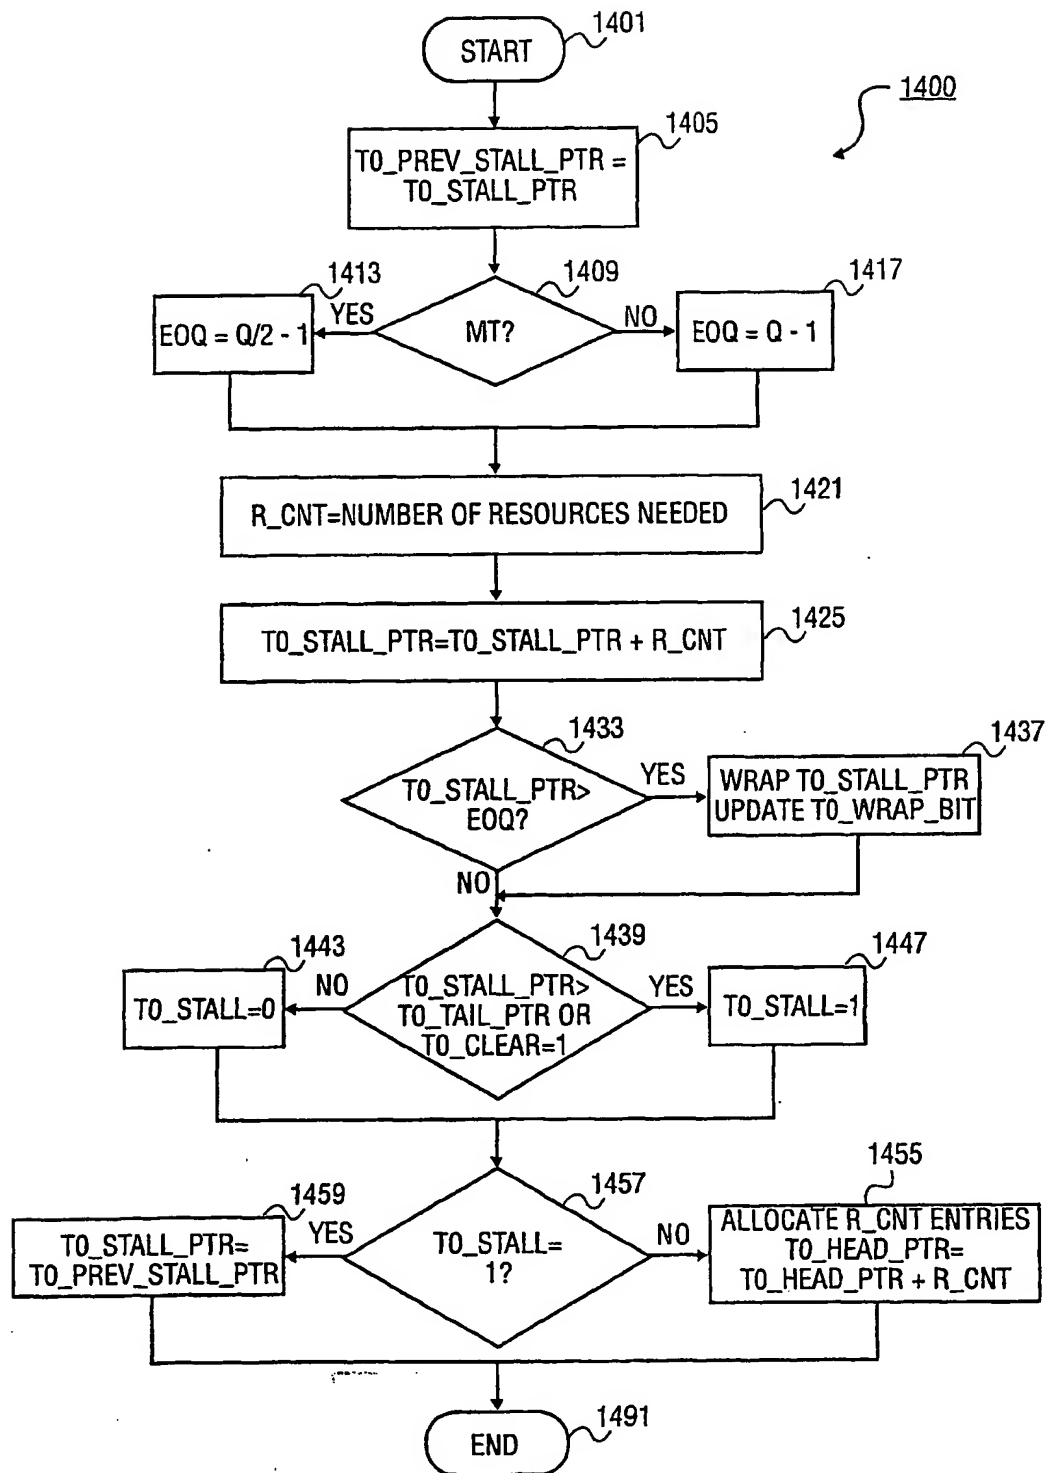 START
1401
1400
1405
T0_PREV_STALL_PTR =
T0_STALL_PTR
1413
1409
1417
EOQ = Q/2 - 1
YES
MT?
NO
EOQ = Q - 1
1421
R_CNT=NUMBER OF RESOURCES NEEDED
1425
T0_STALL_PTR=T0_STALL_PTR + R_CNT
1433
1437
T0_STALL_PTR>
EOQ?
YES
WRAP T0_STALL_PTR
UPDATE T0_WRAP_BIT
NO
1443
1439
1447
T0_STALL=0
NO
T0_STALL_PTR>
T0_TAIL_PTR OR
T0_CLEAR=1
YES
T0_STALL=1
1459
1457
1455
T0_STALL_PTR=
T0_PREV_STALL_PTR
YES
T0_STALL=
1?
NO
ALLOCATE R_CNT ENTRIES
T0_HEAD_PTR=
T0_HEAD_PTR + R_CNT
END
1491